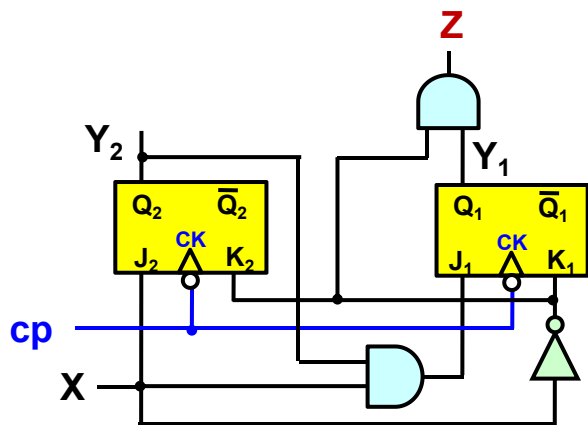 Z
Y₂
Y₁
Q₂ Q̅₂
Q₁ Q̅₁
J₂ CK K₂
J₁ CK K₁
cp
X